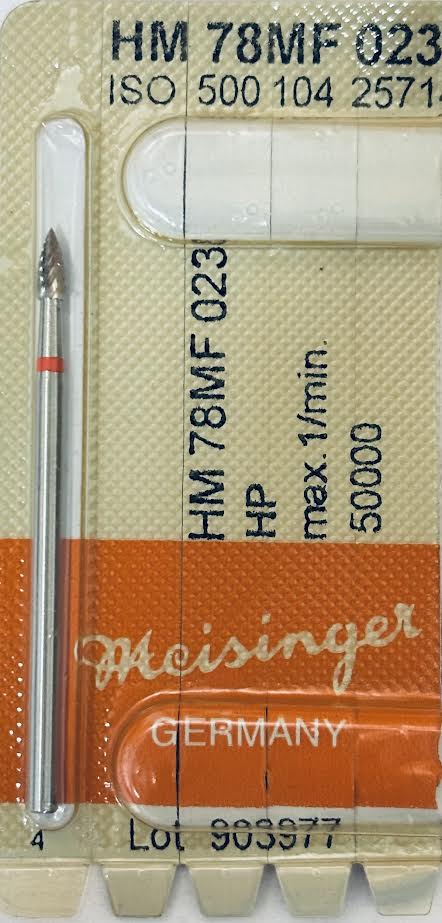 HM 78MF 023
ISO 500 104 2571
HM 78MF 023
HP
max. 1/min.
50000
Meisinger
GERMANY
4
Lot 903977